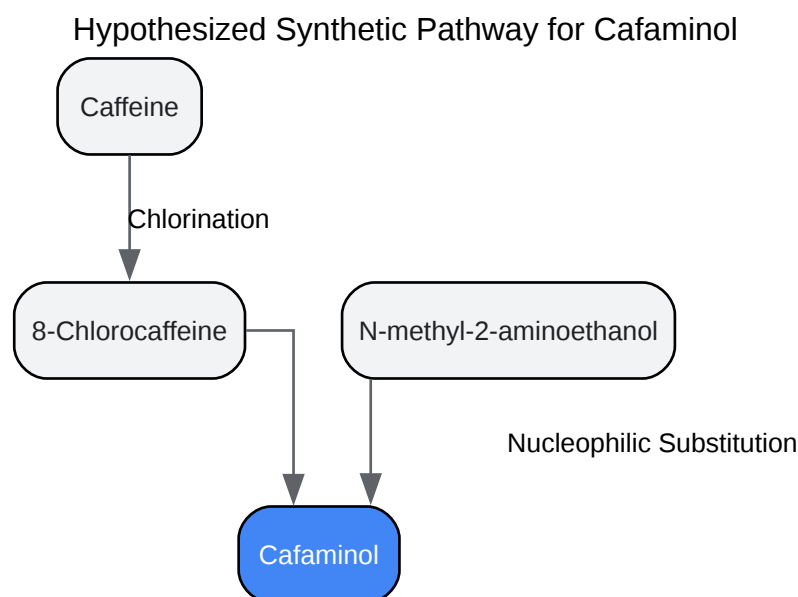 Hypothesized Synthetic Pathway for Cafaminol
Caffeine
Chlorination
8-Chlorocaffeine
N-methyl-2-aminoethanol
Nucleophilic Substitution
Cafaminol